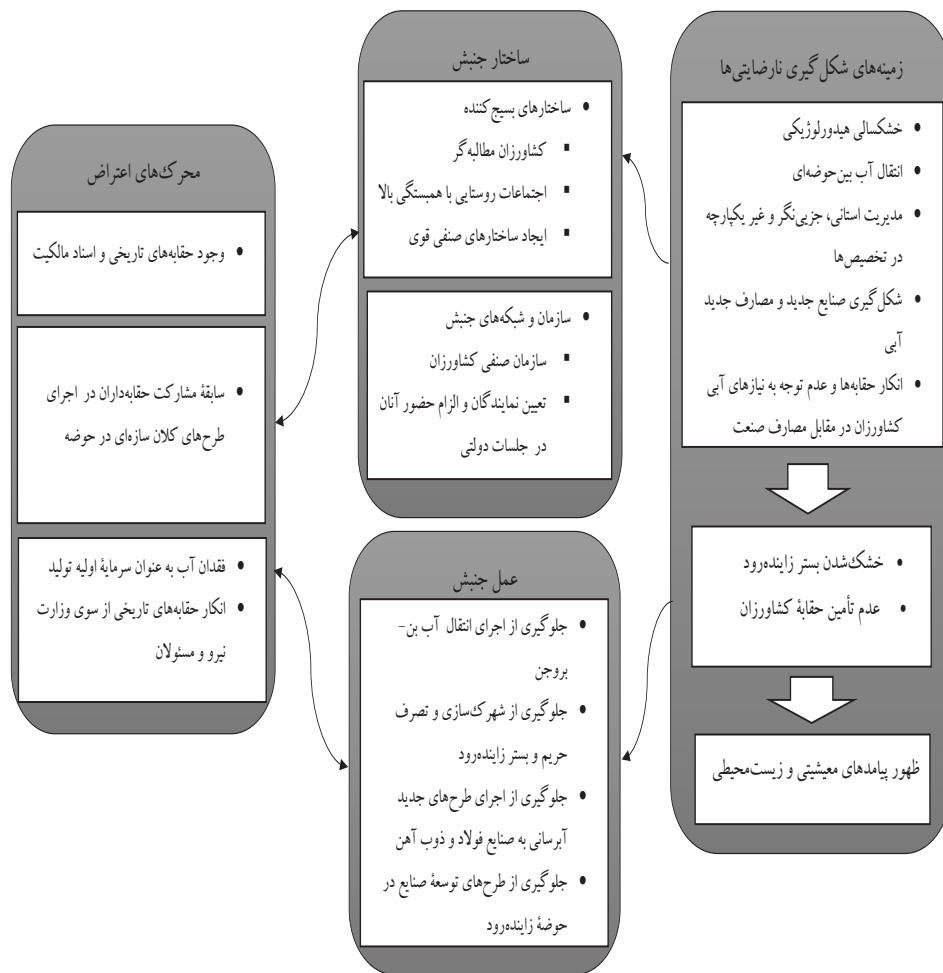 زمینه‌های شکل‌گیری نارضایتی‌ها
• خشکسالی هیدورلوژیکی
• انتقال آب بین‌حوضه‌ای
• مدیریت استانی، جزیی‌نگر و غیر یکپارچه
در تخصیص‌ها
• شکل‌گیری صنایع جدید و مصارف جدید
آبی
• انکار حقابه‌ها و عدم توجه به نیازهای آبی
کشاورزان در مقابل مصارف صنعت
• خشک‌شدن بستر زاینده‌رود
• عدم تأمین حقابۀ کشاورزان
ظهور پیامدهای معیشتی و زیست‌محیطی
ساختار جنبش
• ساختارهای بسیج‌کننده
▪ کشاورزان مطالبه‌گر
▪ اجتماعات روستایی با همبستگی بالا
▪ ایجاد ساختارهای صنفی قوی
• سازمان و شبکه‌های جنبش
▪ سازمان صنفی کشاورزان
▪ تعیین نمایندگان و الزام حضور آنان
در جلسات دولتی
عمل جنبش
• جلوگیری از اجرای انتقال آب بن-
بروجن
• جلوگیری از شهرک‌سازی و تصرف
حریم و بستر زاینده‌رود
• جلوگیری از اجرای طرح‌های جدید
آبرسانی به صنایع فولاد و ذوب آهن
• جلوگیری از طرح‌های توسعۀ صنایع در
حوضۀ زاینده‌رود
محرک‌های اعتراض
• وجود حقابه‌های تاریخی و اسناد مالکیت
• سابقۀ مشارکت حقابه‌داران در اجرای
طرح‌های کلان سازه‌ای در حوضه
• فقدان آب به عنوان سرمایۀ اولیه تولید
• انکار حقابه‌های تاریخی از سوی وزارت
نیرو و مسئولان